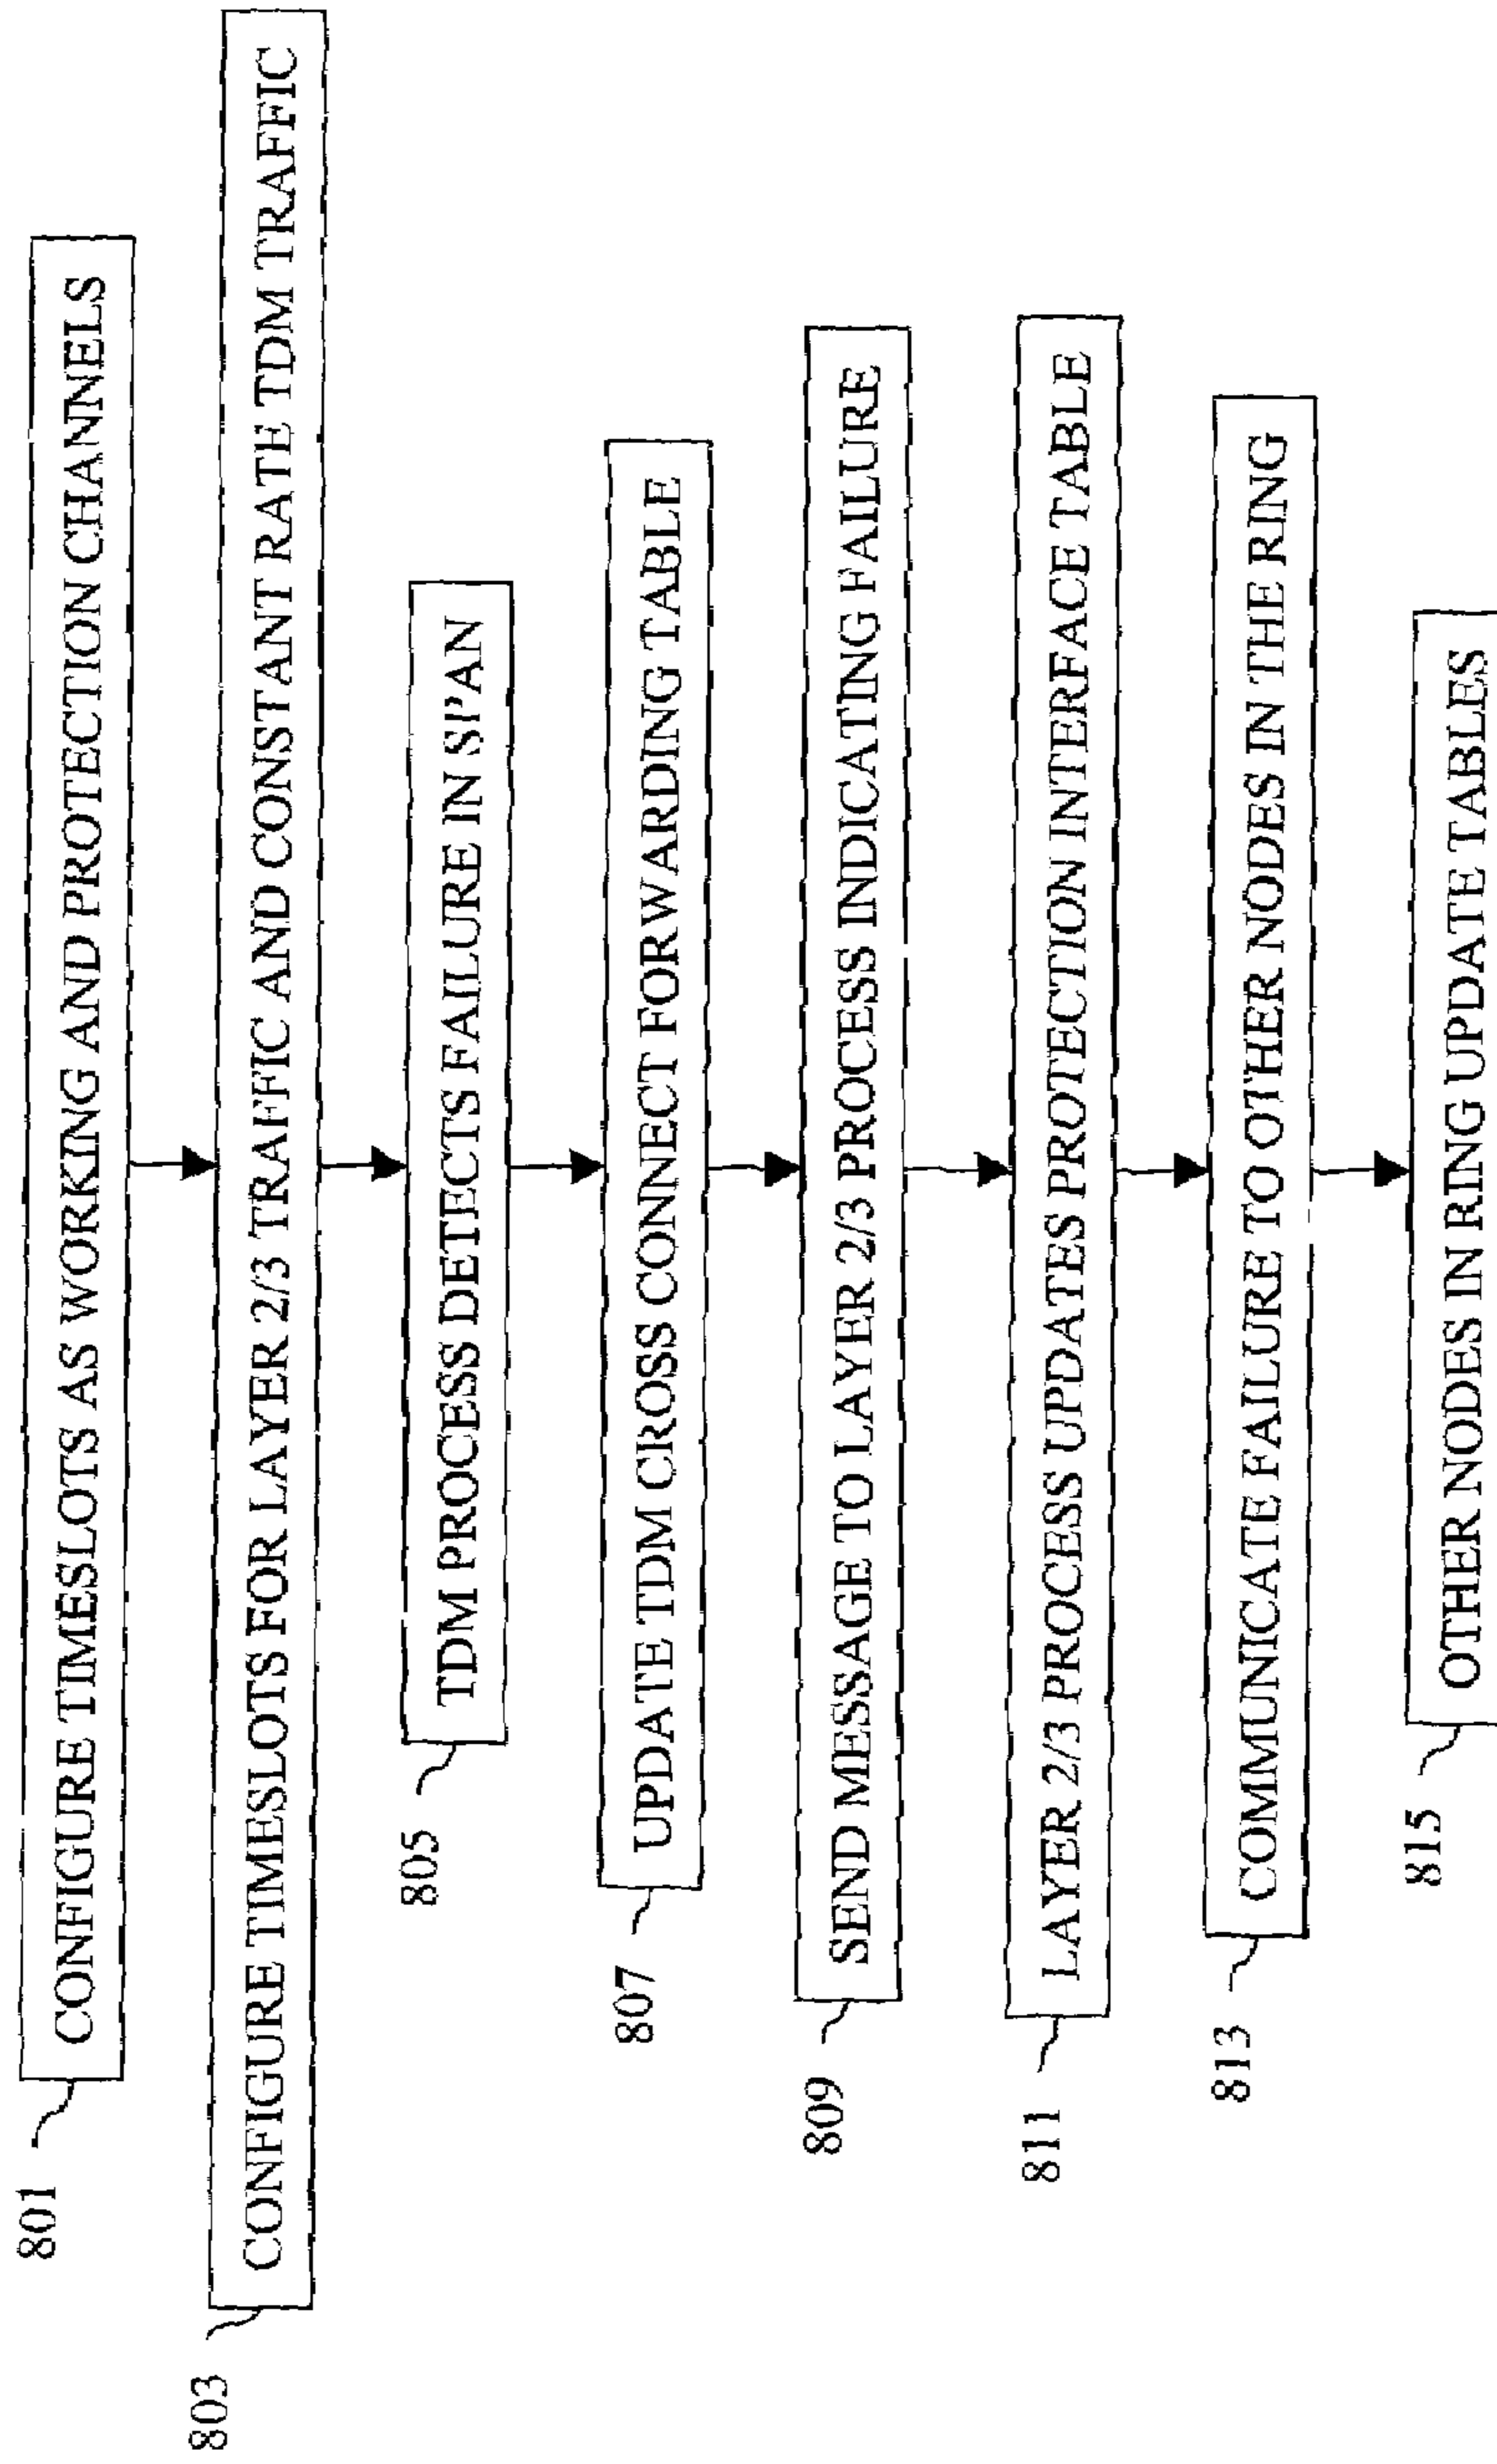 801
CONFIGURE TIMESLOTS AS WORKING AND PROTECTION CHANNELS
803
CONFIGURE TIMESLOTS FOR LAYER 2/3 TRAFFIC AND CONSTANT RATE TDM TRAFFIC
805
TDM PROCESS DETECTS FAILURE IN SPAN
807
UPDATE TDM CROSS CONNECT FORWARDING TABLE
809
SEND MESSAGE TO LAYER 2/3 PROCESS INDICATING FAILURE
811
LAYER 2/3 PROCESS UPDATES PROTECTION INTERFACE TABLE
813
COMMUNICATE FAILURE TO OTHER NODES IN THE RING
815
OTHER NODES IN RING UPDATE TABLES